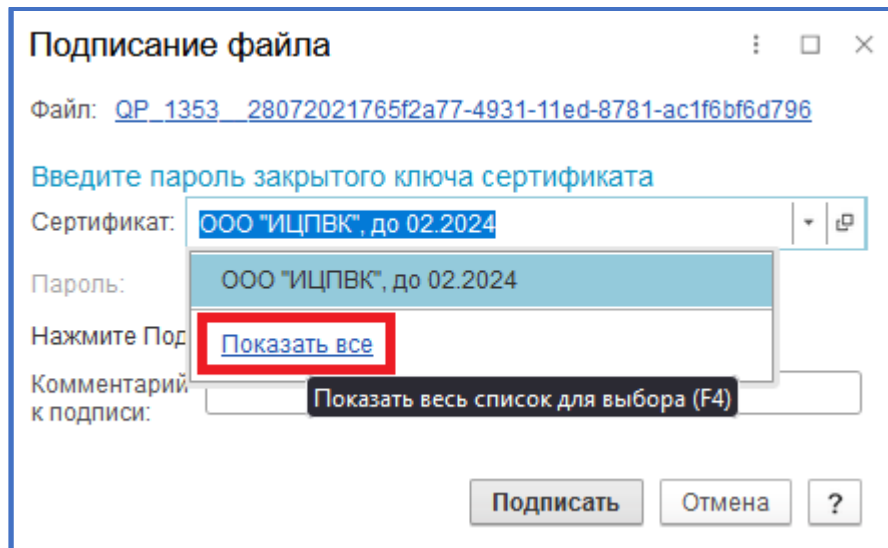 Подписание файла
Файл: QP_1353__28072021765f2a77-4931-11ed-8781-ac1f6bf6d796
Введите пароль закрытого ключа сертификата
Сертификат: ООО "ИЦПВК", до 02.2024
ООО "ИЦПВК", до 02.2024
Пароль:
Нажмите Под
Показать все
Комментарий
к подписи:
Показать весь список для выбора (F4)
Подписать Отмена ?